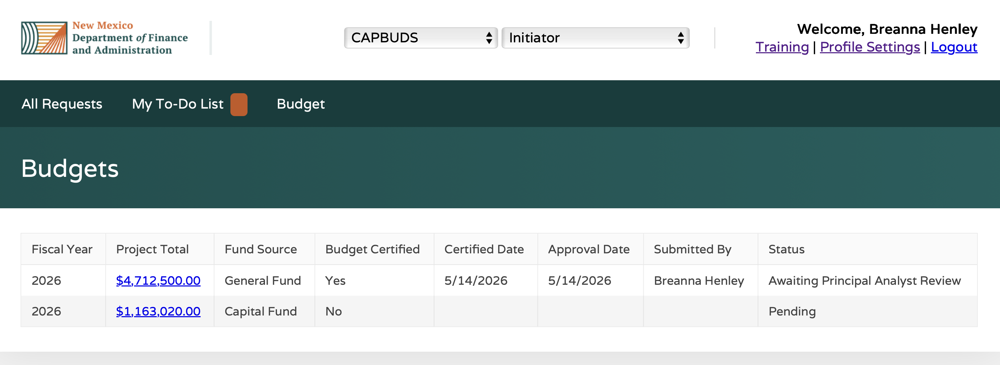 New Mexico
Department of Finance
and Administration
CAPBUDS
Initiator
Welcome, Breanna Henley
Training | Profile Settings | Logout
All Requests My To-Do List Budget
Budgets
Fiscal Year Project Total Fund Source Budget Certified Certified Date Approval Date Submitted By Status
2026 $4,712,500.00 General Fund Yes 5/14/2026 5/14/2026 Breanna Henley Awaiting Principal Analyst Review
2026 $1,163,020.00 Capital Fund No Pending